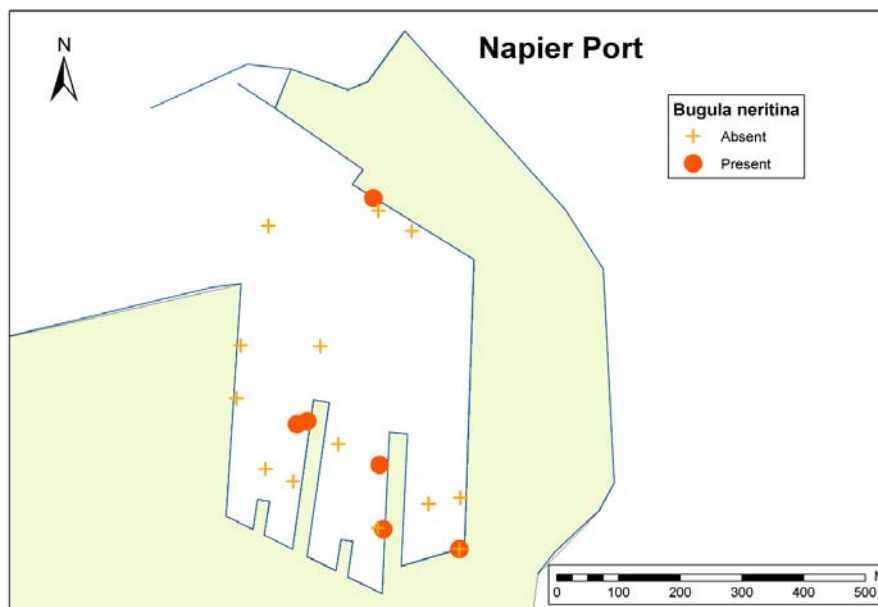 Napier Port
N
Bugula neritina
Absent
Present
M
0 100 200 300 400 500